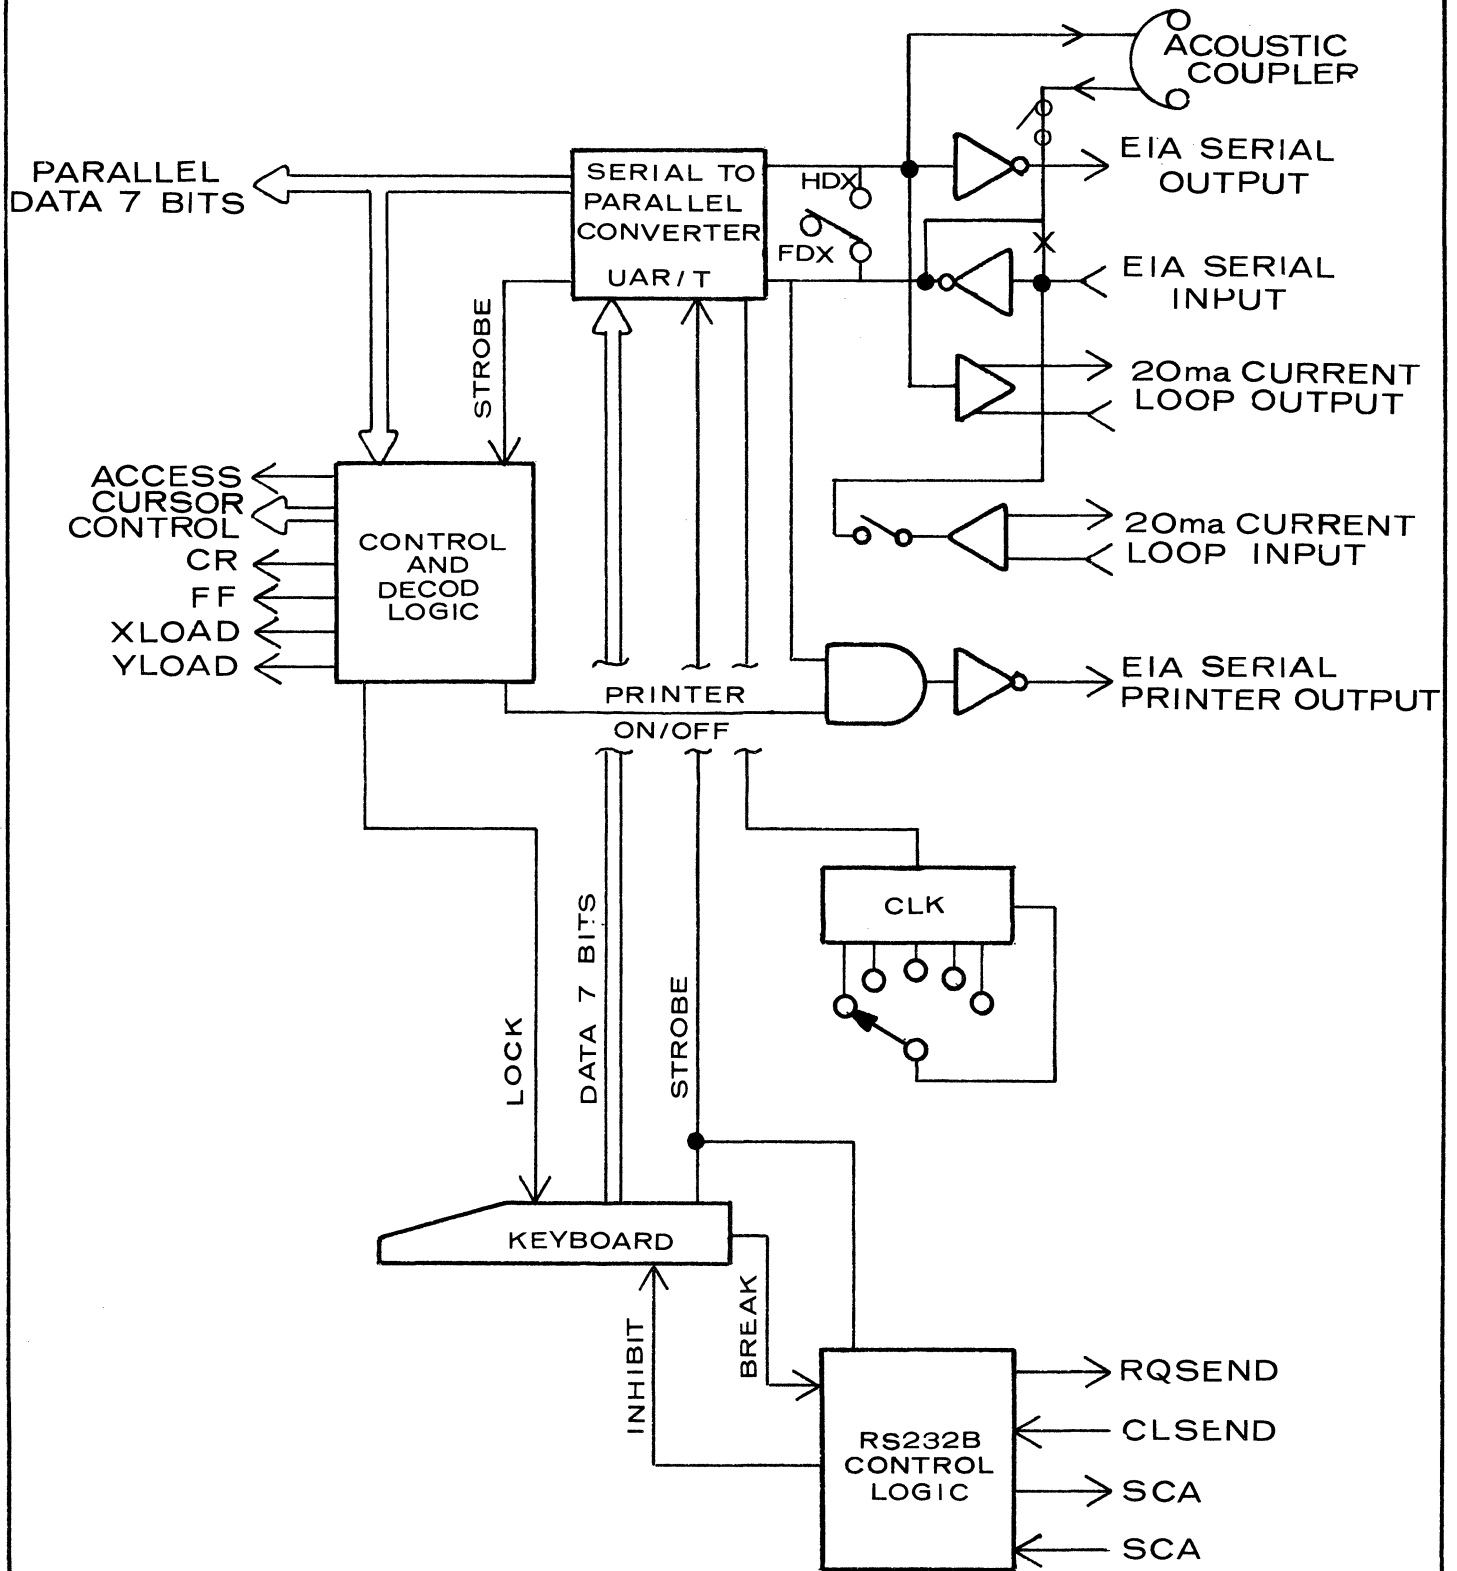 ACOUSTIC
COUPLER
PARALLEL
DATA 7 BITS
SERIAL TO
PARALLEL
CONVERTER
UAR/T
HDX
FDX
EIA SERIAL
OUTPUT
EIA SERIAL
INPUT
STROBE
20ma CURRENT
LOOP OUTPUT
ACCESS
CURSOR
CONTROL
CR
FF
XLOAD
YLOAD
CONTROL
AND
DECOD
LOGIC
20ma CURRENT
LOOP INPUT
PRINTER
ON/OFF
EIA SERIAL
PRINTER OUTPUT
CLK
LOCK
DATA 7 BITS
STROBE
KEYBOARD
INHIBIT
BREAK
RS232B
CONTROL
LOGIC
RQSEND
CLSEND
SCA
SCA